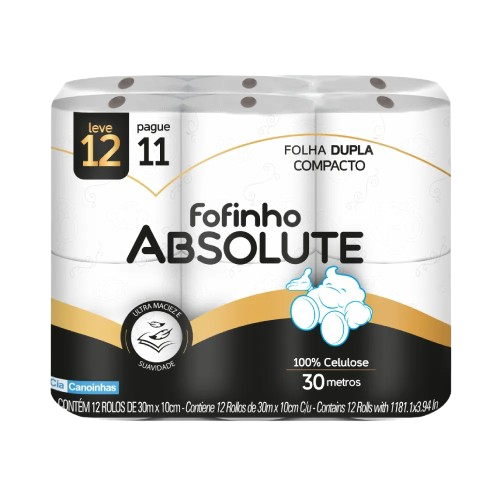 leve
12
pague
11
FOLHA DUPLA
COMPACTO
fofinho
ABSOLUTE
ULTRA MACIEZ E
SUAVIDADE
100% Celulose
30 metros
Cia Canoinhas
CONTÉM 12 ROLOS DE 30m x 10cm - Contiene 12 Rollos de 30m x 10cm C/u - Contains 12 Rolls with 1181.1x3.94 In